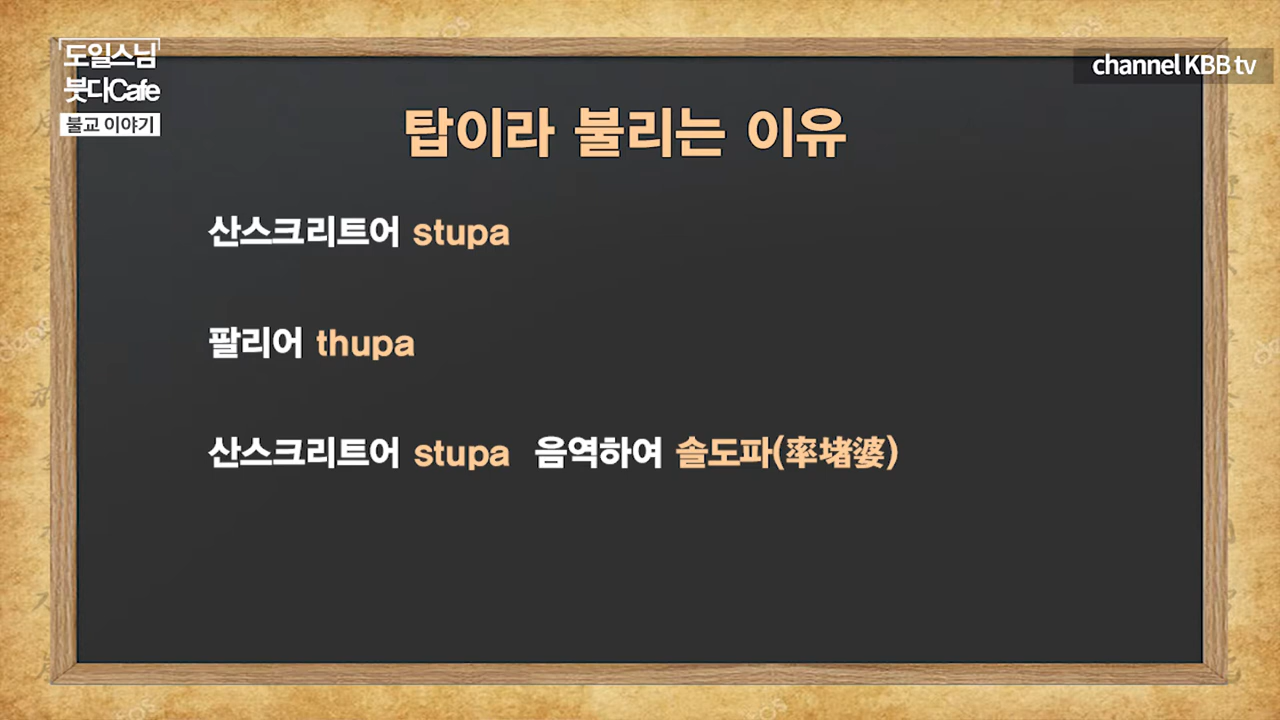 도일스님
붓다Cafe
불교 이야기
channel KBB tv
탑이라 불리는 이유
산스크리트어 stupa
팔리어 thupa
산스크리트어 stupa 음역하여 솔도파(率堵婆)